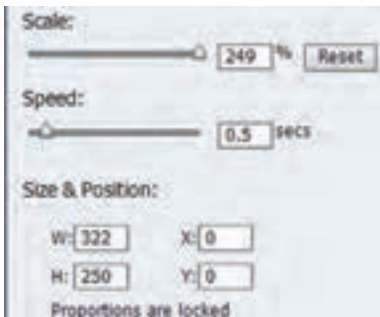 Scale:
249 % Reset
Speed:
0.5 secs
Size & Position:
W: 322 X: 0
H: 250 Y: 0
Proportions are locked